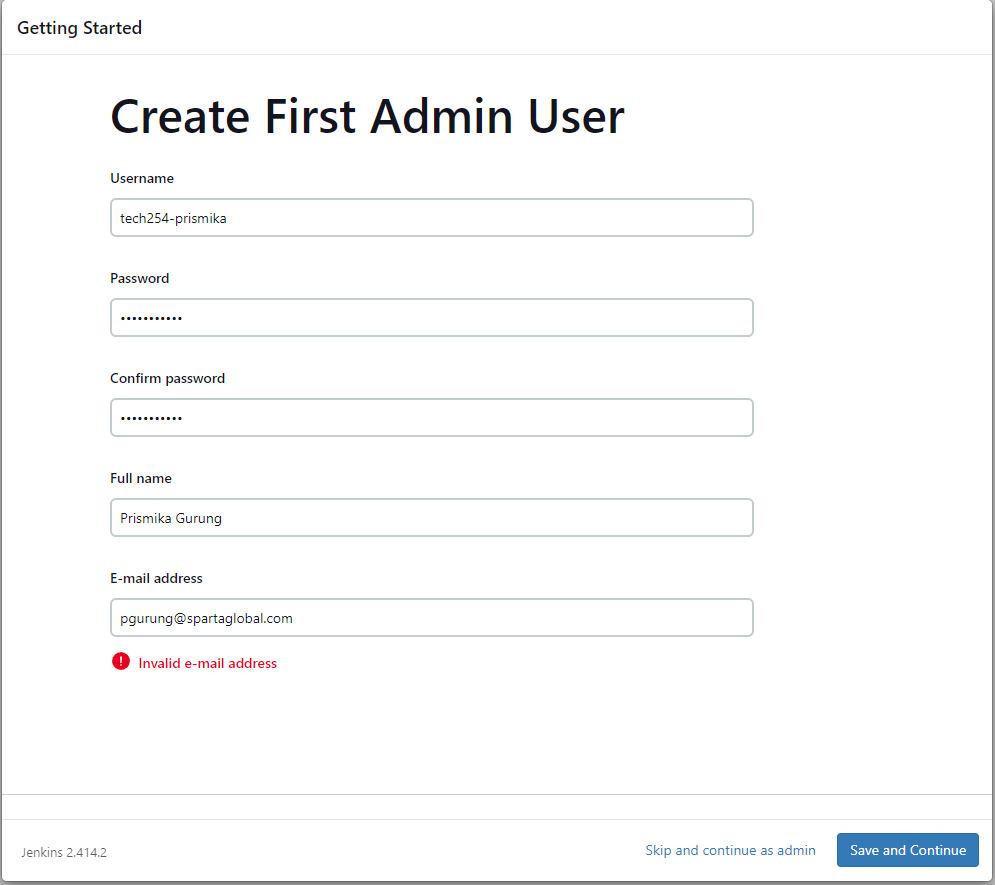 Getting Started
Create First Admin User
Username
tech254-prismika
Password
•••••••••••
Confirm password
•••••••••••
Full name
Prismika Gurung
E-mail address
pgurung@spartaglobal.com
! Invalid e-mail address
Jenkins 2.414.2
Skip and continue as admin
Save and Continue